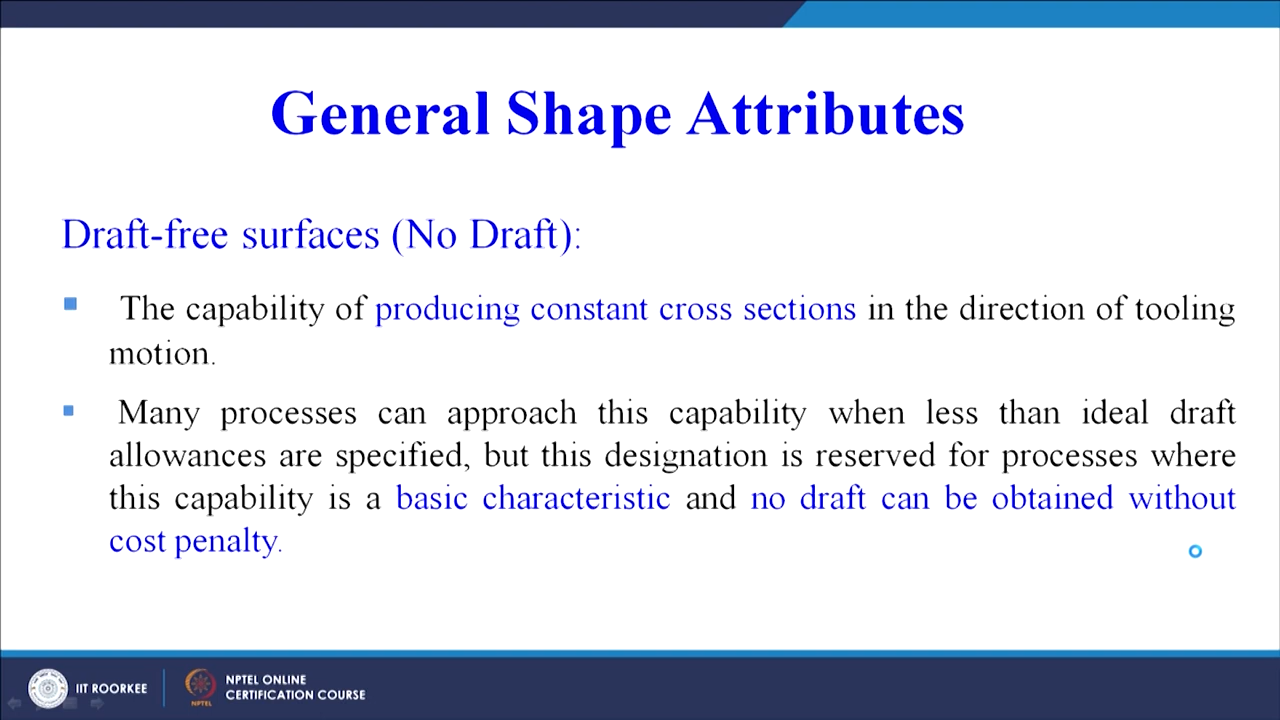 General Shape Attributes
Draft-free surfaces (No Draft):
The capability of producing constant cross sections in the direction of tooling
motion.
Many processes can approach this capability when less than ideal draft
allowances are specified, but this designation is reserved for processes where
this capability is a basic characteristic and no draft can be obtained without
cost penalty.
IIT ROORKEE
NPTEL ONLINE
CERTIFICATION COURSE
NPTEL